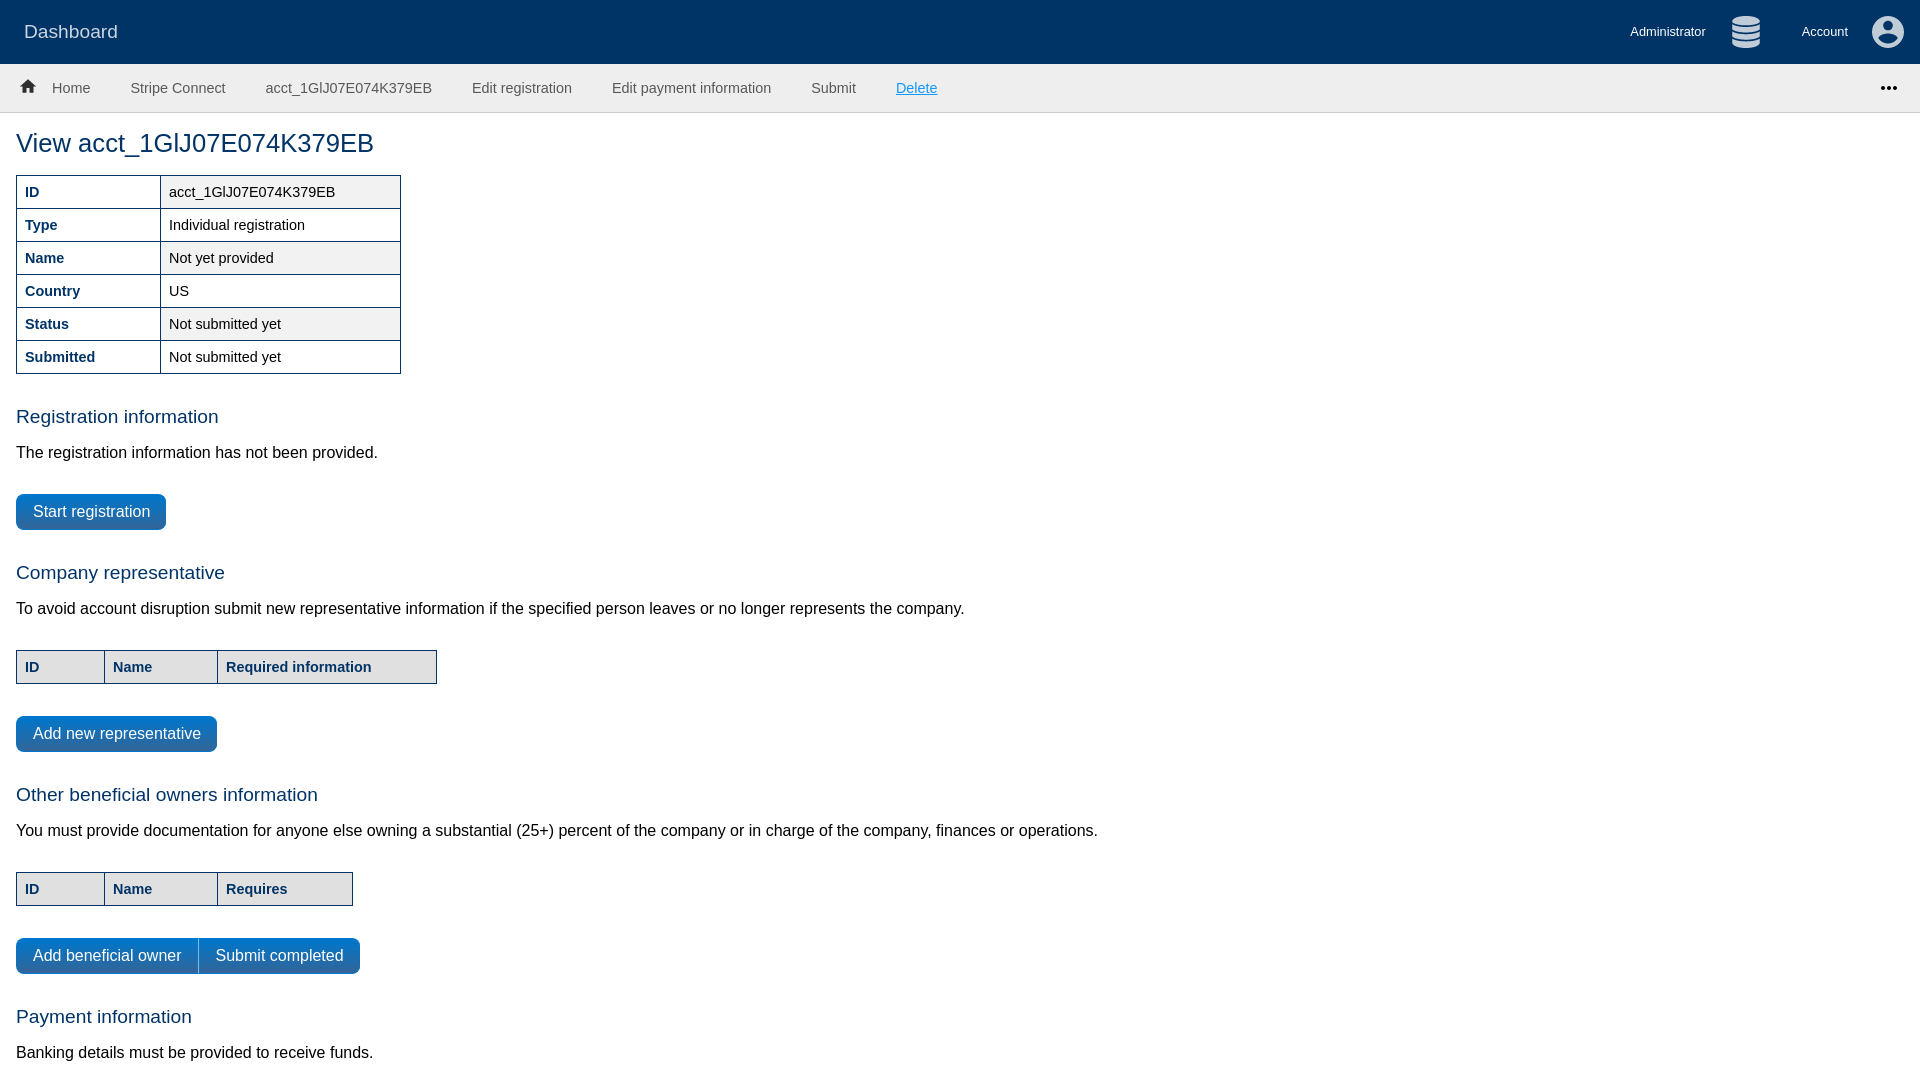 Dashboard
Administrator
Account
Home Stripe Connect acct_1GlJ07E074K379EB Edit registration Edit payment information Submit Delete
View acct_1GlJ07E074K379EB
ID acct_1GlJ07E074K379EB
Type Individual registration
Name Not yet provided
Country US
Status Not submitted yet
Submitted Not submitted yet
Registration information
The registration information has not been provided.
Start registration
Company representative
To avoid account disruption submit new representative information if the specified person leaves or no longer represents the company.
ID Name Required information
Add new representative
Other beneficial owners information
You must provide documentation for anyone else owning a substantial (25+) percent of the company or in charge of the company, finances or operations.
ID Name Requires
Add beneficial owner Submit completed
Payment information
Banking details must be provided to receive funds.